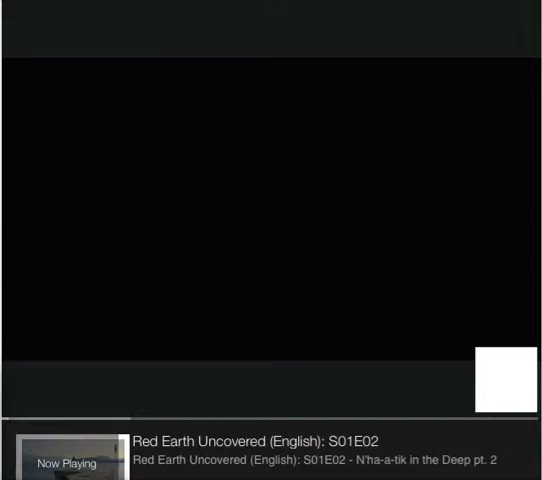 Red Earth Uncovered (English): S01E02
Now Playing
Red Earth Uncovered (English): S01E02 - N'ha-a-tik in the Deep pt. 2